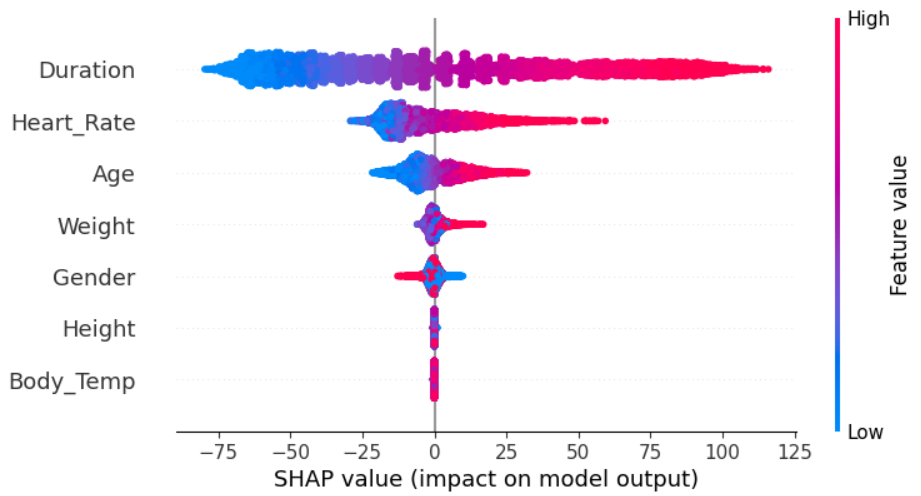 High
Duration
Heart_Rate
Age
Weight
Gender
Height
Body_Temp
Feature value
Low
−75 −50 −25 0 25 50 75 100 125
SHAP value (impact on model output)